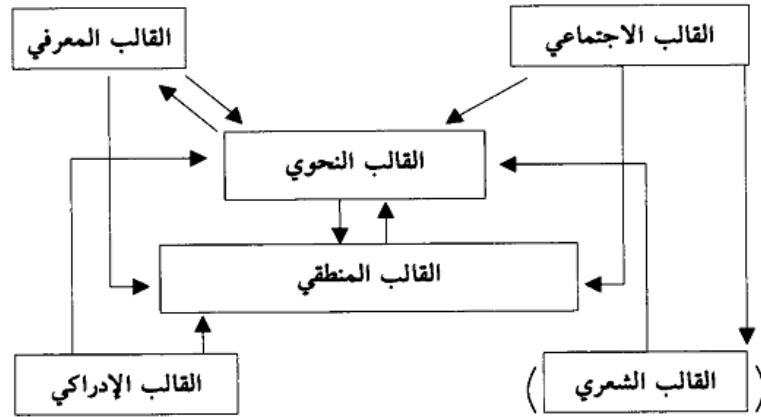 القالب الاجتماعي
القالب المعرفي
القالب النحوي
القالب المنطقي
(القالب الشعري)
القالب الإدراكي